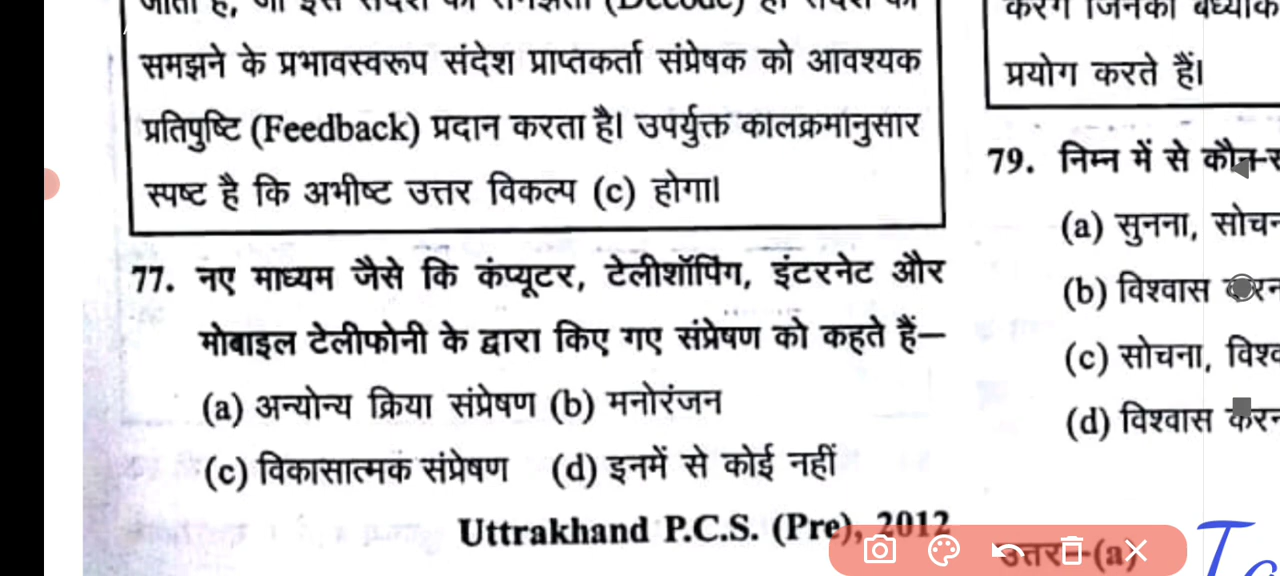 समझने के प्रभावस्वरूप संदेश प्राप्तकर्ता संप्रेषक को आवश्यक
प्रतिपुष्टि (Feedback) प्रदान करता है। उपर्युक्त कालक्रमानुसार
स्पष्ट है कि अभीष्ट उत्तर विकल्प (c) होगा।
77. नए माध्यम जैसे कि कंप्यूटर, टेलीशॉपिंग, इंटरनेट और
मोबाइल टेलीफोनी के द्वारा किए गए संप्रेषण को कहते हैं—
(a) अन्योन्य क्रिया संप्रेषण (b) मनोरंजन
(c) विकासात्मक संप्रेषण (d) इनमें से कोई नहीं
Uttrakhand P.C.S. (Pre), 2012
प्रयोग करते हैं।
79. निम्न में से
(a) सुनना,
(b) विश्वास
(c) सोचना,
(d) विश्वास
उत्तर—(a)